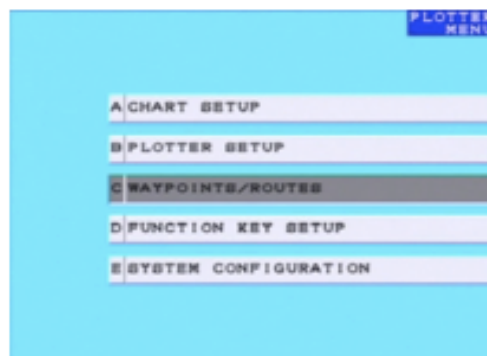 PLOTTER
MENU
A CHART SETUP
B PLOTTER SETUP
C WAYPOINTS/ROUTES
D FUNCTION KEY SETUP
E SYSTEM CONFIGURATION